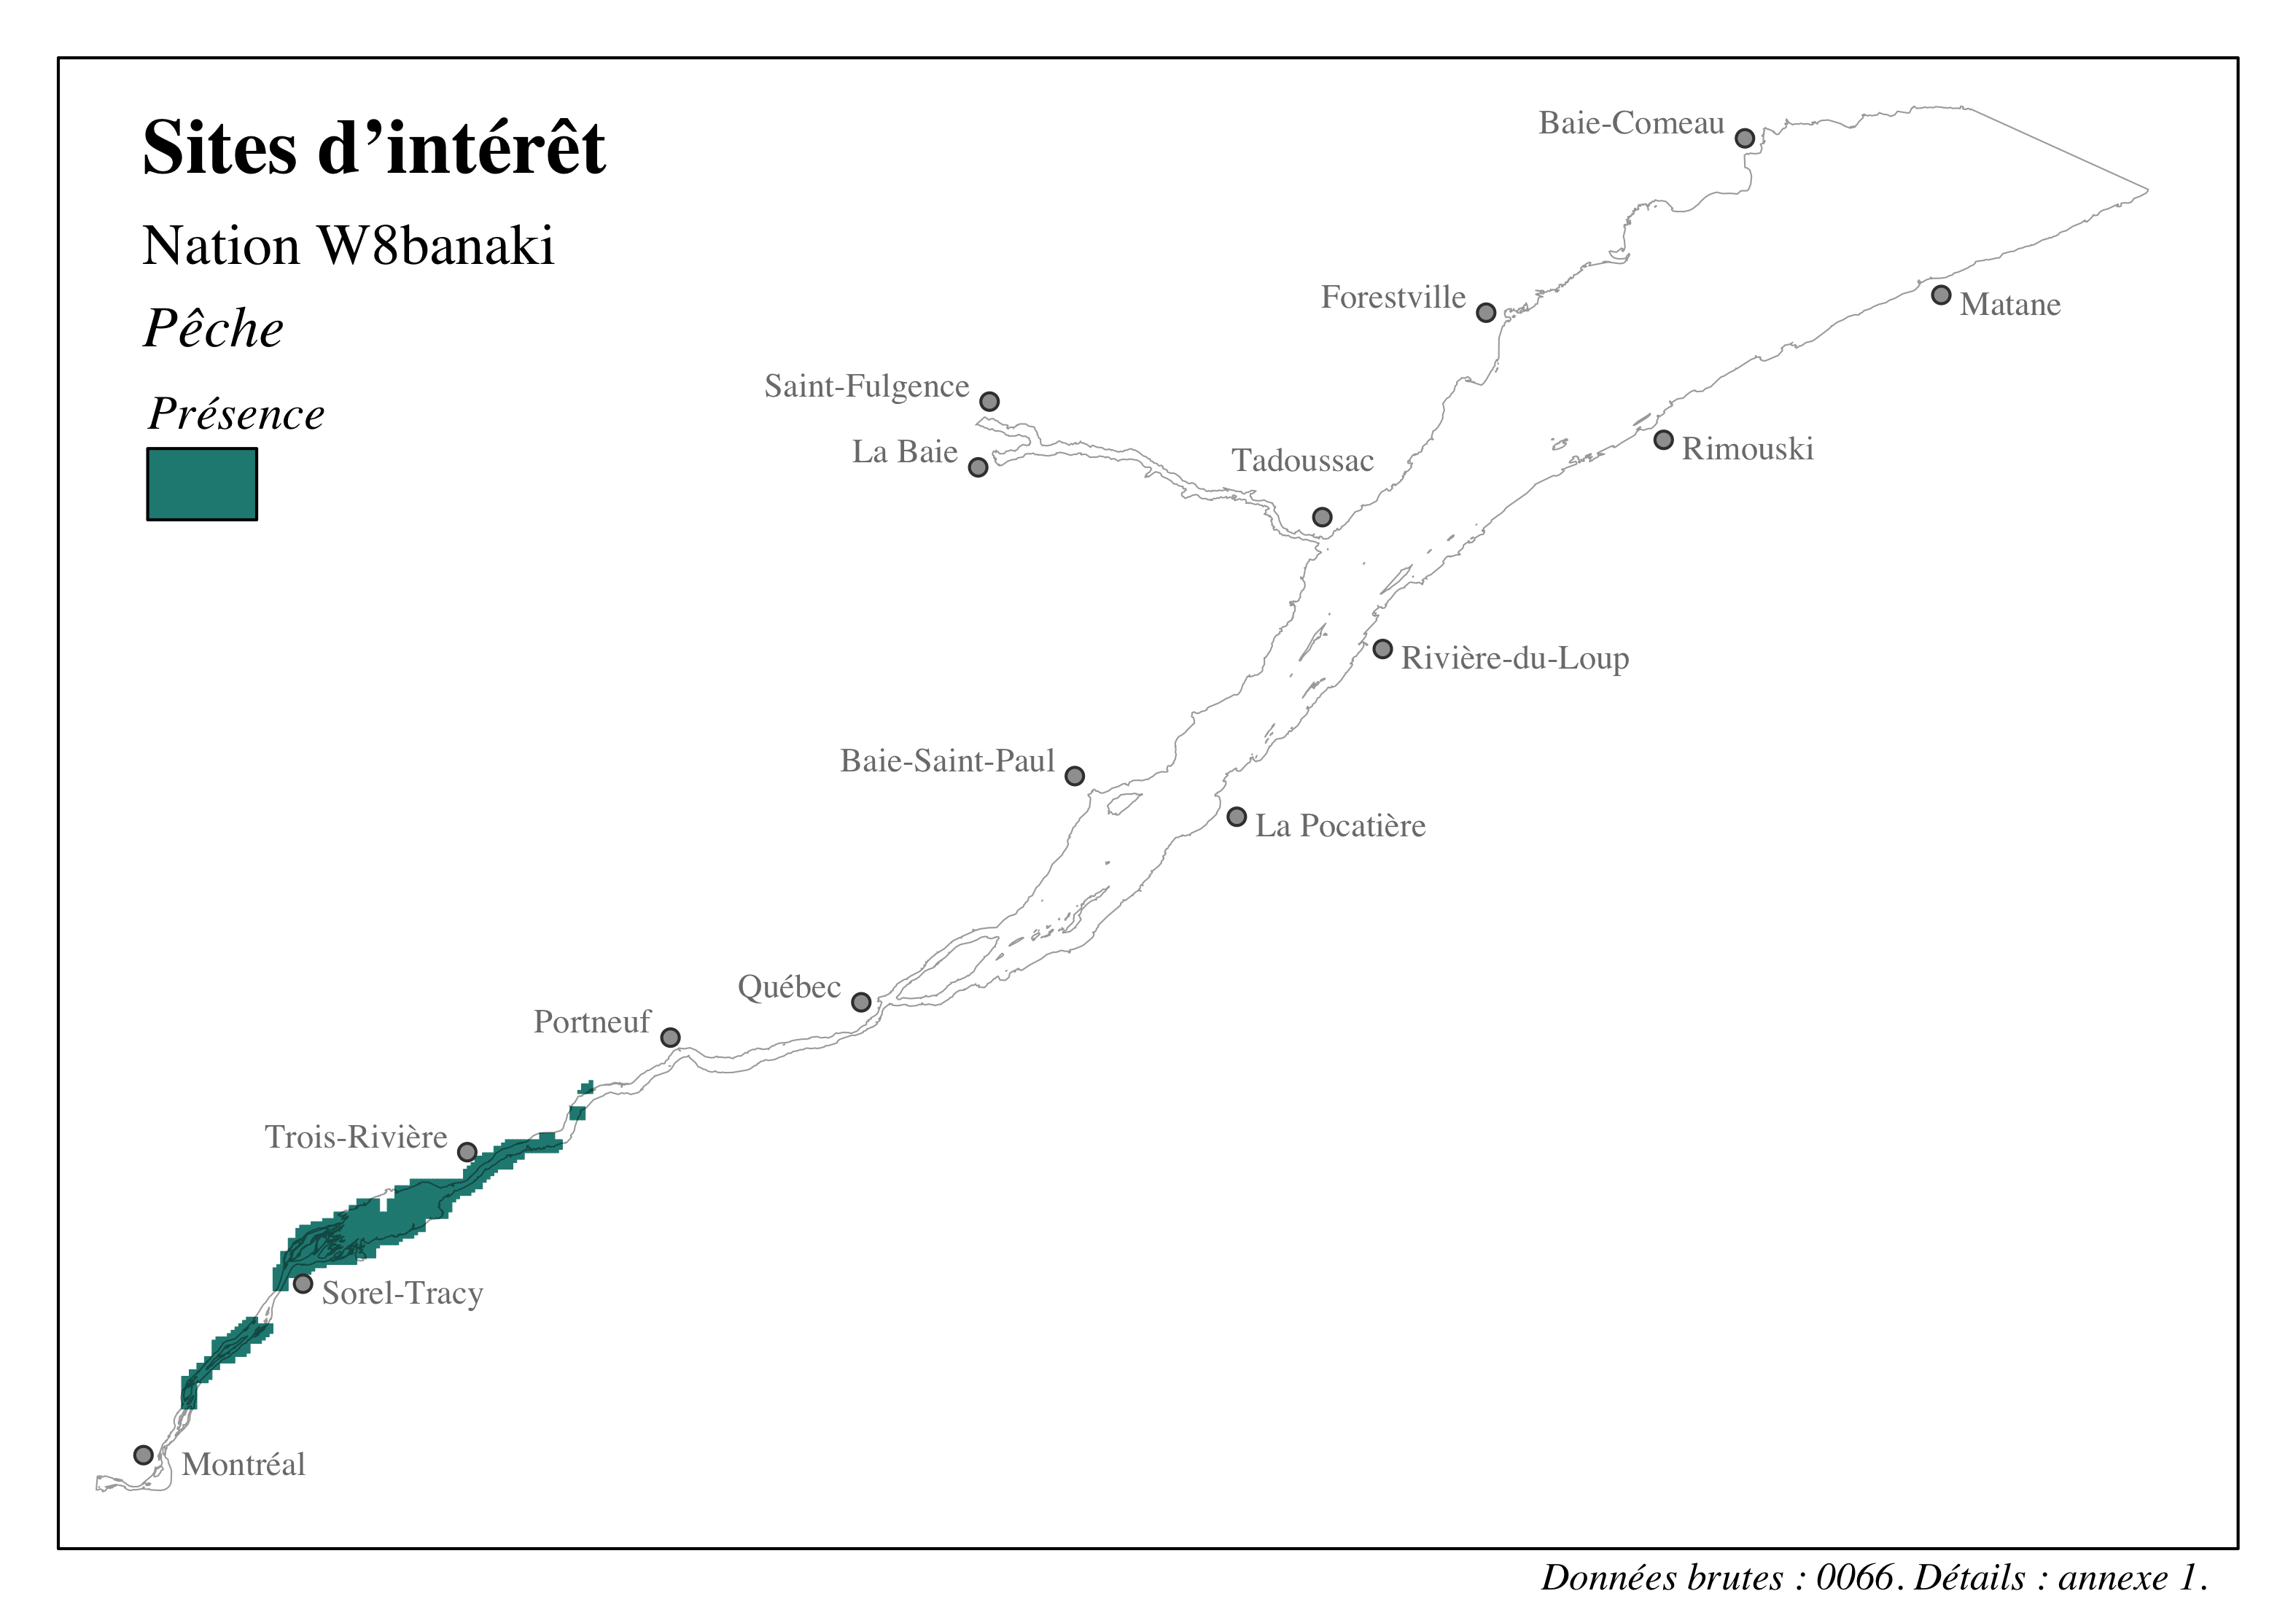 Sites d’intérêt
Nation W8banaki
Pêche
Présence
Baie-Comeau
Forestville
Matane
Saint-Fulgence
La Baie
Tadoussac
Rimouski
Rivière-du-Loup
Baie-Saint-Paul
La Pocatière
Québec
Portneuf
Trois-Rivière
Sorel-Tracy
Montréal
Données brutes : 0066. Détails : annexe 1.